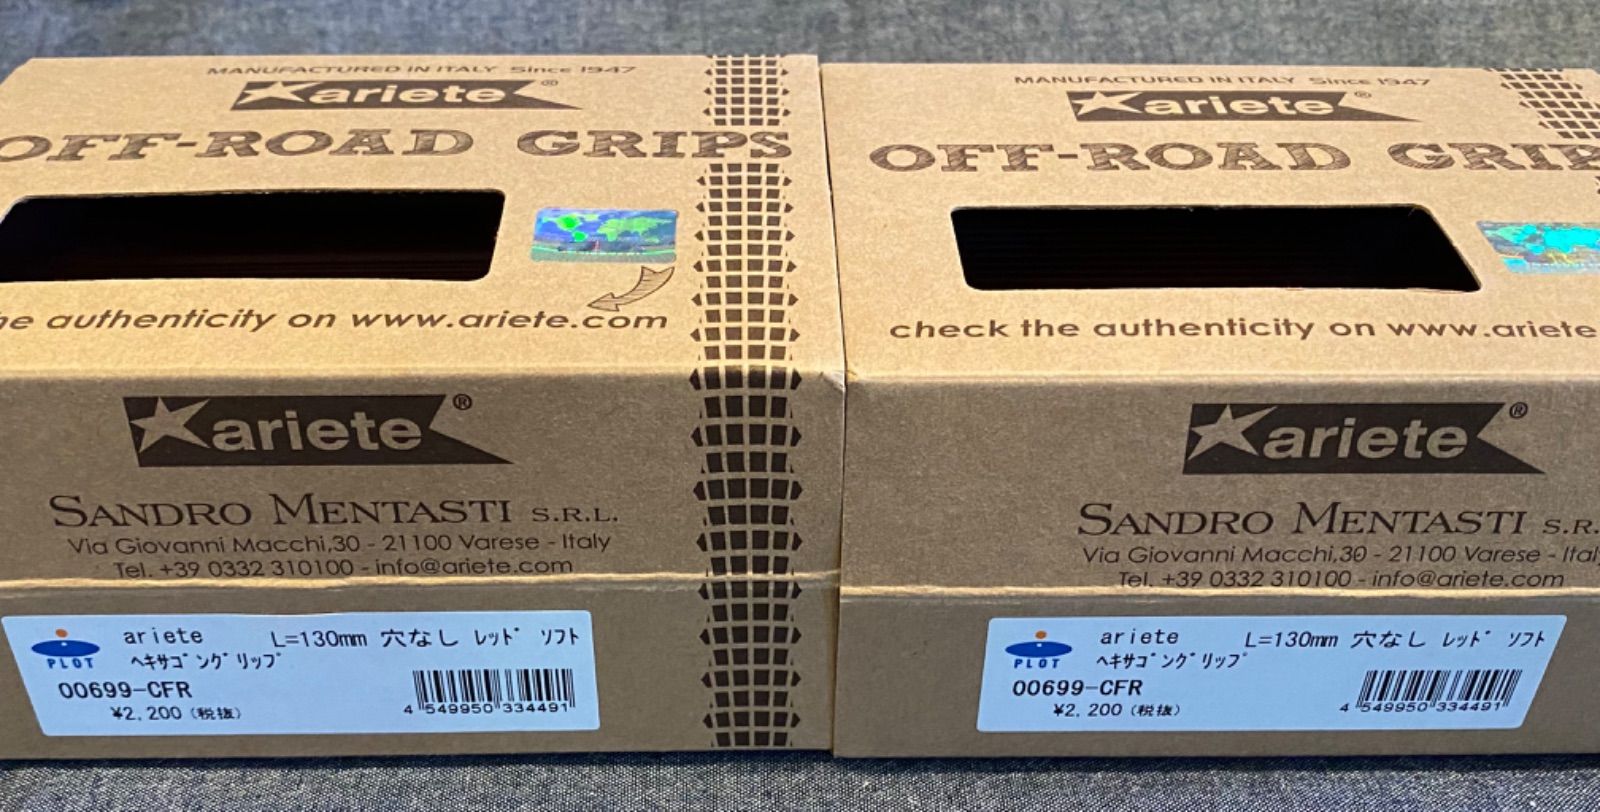 MANUFACTURED IN ITALY Since 1947
ariete®
OFF-ROAD GRIPS
he authenticity on www.ariete.com
ariete®
SANDRO MENTASTI S.R.L.
Via Giovanni Macchi,30 - 21100 Varese - Italy
Tel. +39 0332 310100 - info@ariete.com
PLOT
ariete L=130mm 穴なし ﾚｯﾄﾞ ｿﾌﾄ
ﾍｷｻｺﾞﾝｸﾞﾘｯﾌﾟ
00699-CFR
¥2,200(税抜)
4 549950 334491
MANUFACTURED IN ITALY Since 1947
ariete®
OFF-ROAD GRIP
check the authenticity on www.ariete
ariete®
SANDRO MENTASTI S.R.
Via Giovanni Macchi,30 - 21100 Varese - Italy
Tel. +39 0332 310100 - info@ariete.com
PLOT
ariete L=130mm 穴なし ﾚｯﾄﾞ ｿﾌﾄ
ﾍｷｻｺﾞﾝｸﾞﾘｯﾌﾟ
00699-CFR
¥2,200(税抜)
4 549950 334491